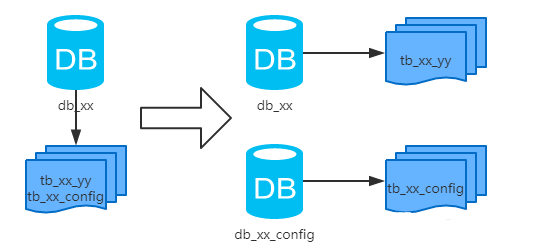 DB
db_xx
tb_xx_yy
tb_xx_config
DB
db_xx
tb_xx_yy
DB
db_xx_config
tb_xx_config